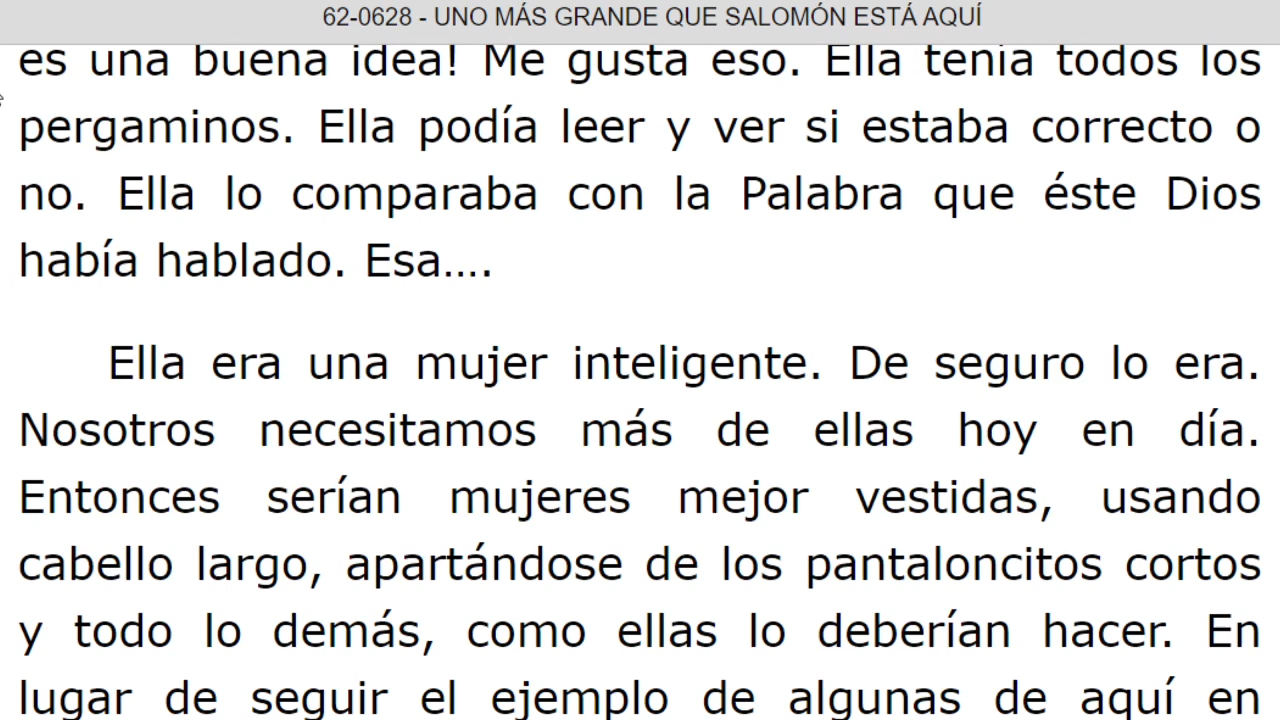 62-0628 - UNO MÁS GRANDE QUE SALOMÓN ESTÁ AQUÍ
es una buena idea! Me gusta eso. Ella tenía todos los
pergaminos. Ella podía leer y ver si estaba correcto o
no. Ella lo comparaba con la Palabra que éste Dios
había hablado. Esa….
Ella era una mujer inteligente. De seguro lo era.
Nosotros necesitamos más de ellas hoy en día.
Entonces serían mujeres mejor vestidas, usando
cabello largo, apartándose de los pantaloncitos cortos
y todo lo demás, como ellas lo deberían hacer. En
lugar de seguir el ejemplo de algunas de aquí en